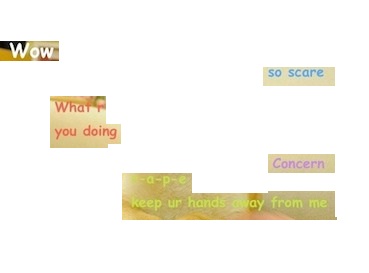 Wow
so scare
What r
you doing
Concern
-a-p-e-
keep ur hands away from me